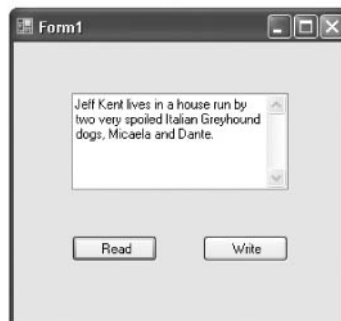 Form1
Jeff Kent lives in a house run by
two very spoiled Italian Greyhound
dogs, Micaela and Dante.
Read Write